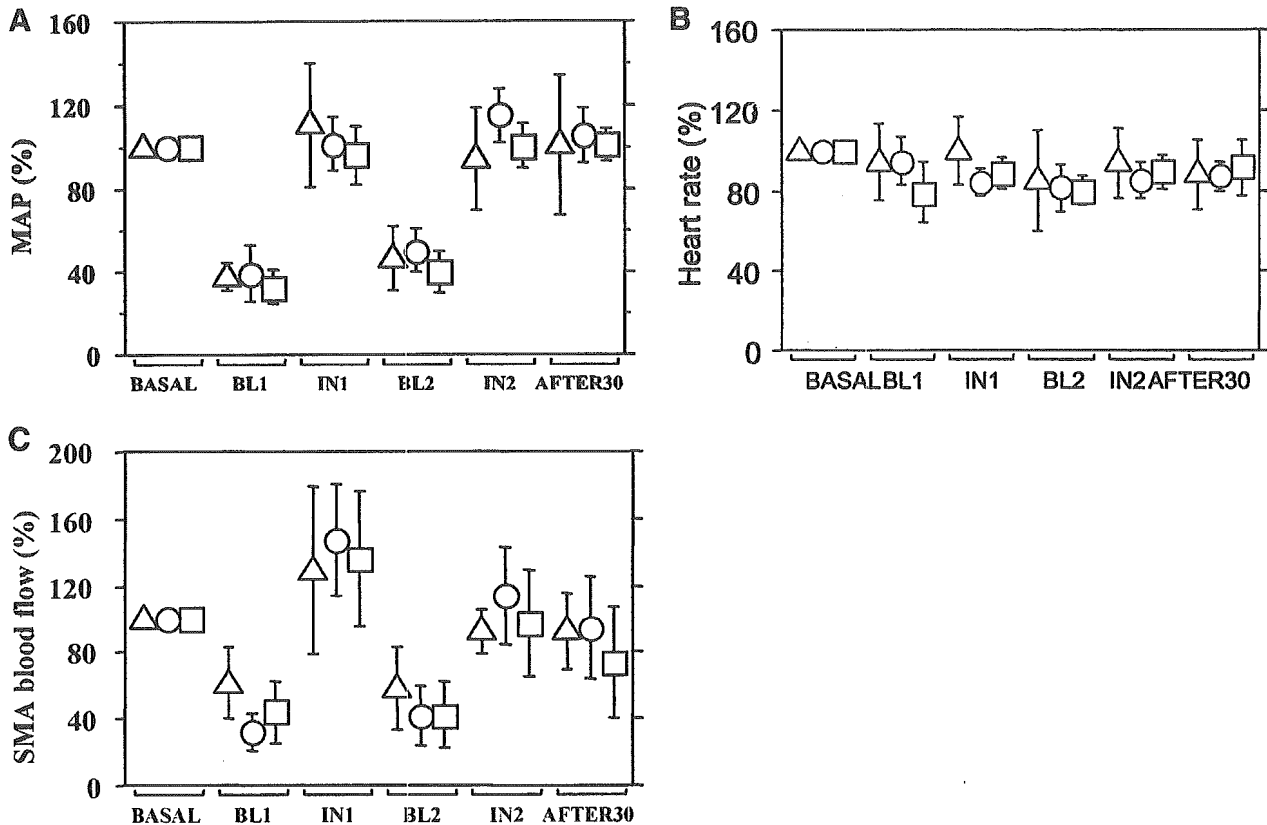 A
MAP (%)
160
120
80
40
0
BASAL BL1 IN1 BL2 IN2 AFTER30
B
Heart rate (%)
160
120
80
40
0
BASAL BL1 IN1 BL2 IN2 AFTER30
C
SMA blood flow (%)
200
160
120
80
40
0
BASAL BL1 IN1 BL2 IN2 AFTER30